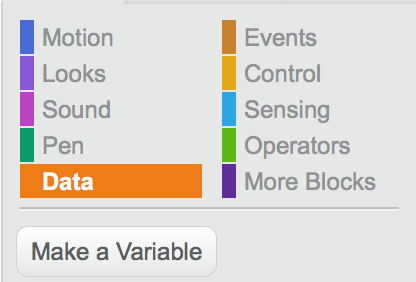 Motion
Events
Looks
Control
Sound
Sensing
Pen
Operators
Data
More Blocks
Make a Variable